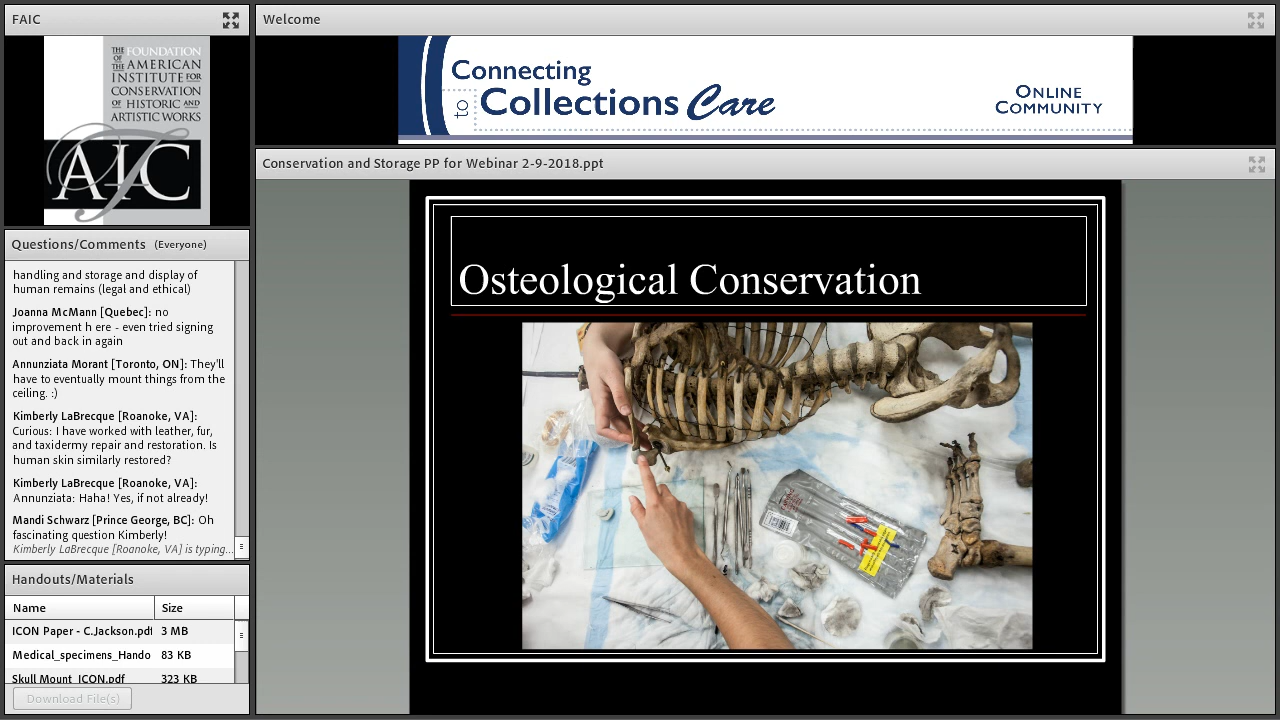 FAIC
THE FOUNDATION
OF THE AMERICAN
INSTITUTE FOR
CONSERVATION
OF HISTORIC AND
ARTISTIC WORKS
AIC
Questions/Comments (Everyone)
handling and storage and display of
human remains (legal and ethical)
Joanna McMann [Quebec]: no
improvement h ere - even tried signing
out and back in again
Annunziata Morant [Toronto, ON]: They'll
have to eventually mount things from the
ceiling. :)
Kimberly LaBrecque [Roanoke, VA]:
Curious: I have worked with leather, fur,
and taxidermy repair and restoration. Is
human skin similarly restored?
Kimberly LaBrecque [Roanoke, VA]:
Annunziata: Haha! Yes, if not already!
Mandi Schwarz [Prince George, BC]: Oh
fascinating question Kimberly!
Kimberly LaBrecque [Roanoke, VA] is typing...
Handouts/Materials
Name Size
ICON Paper - C.Jackson.pdf 3 MB
Medical_specimens_Hando 83 KB
Skull Mount_ICON.pdf 323 KB
Download File(s)
Welcome
Connecting
to Collections Care
ONLINE
COMMUNITY
Conservation and Storage PP for Webinar 2-9-2018.ppt
Osteological Conservation